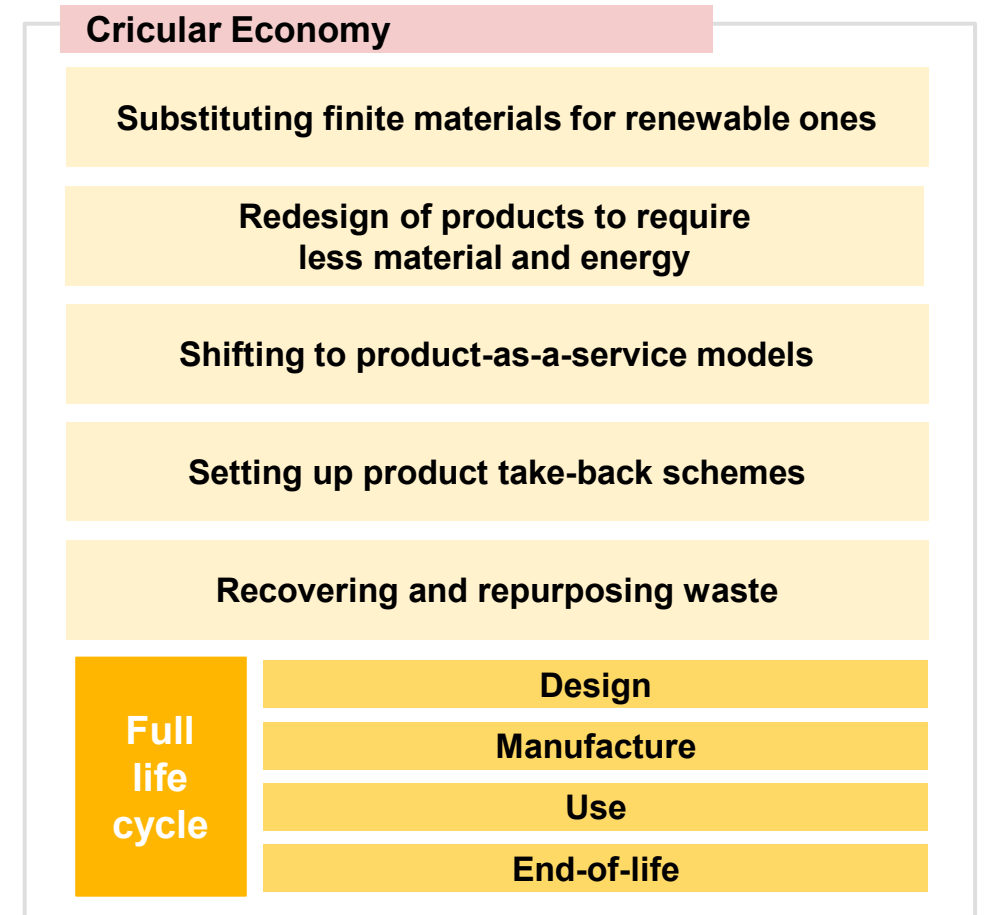 Cricular Economy
Substituting finite materials for renewable ones
Redesign of products to require
less material and energy
Shifting to product-as-a-service models
Setting up product take-back schemes
Recovering and repurposing waste
Full
life
cycle
Design
Manufacture
Use
End-of-life